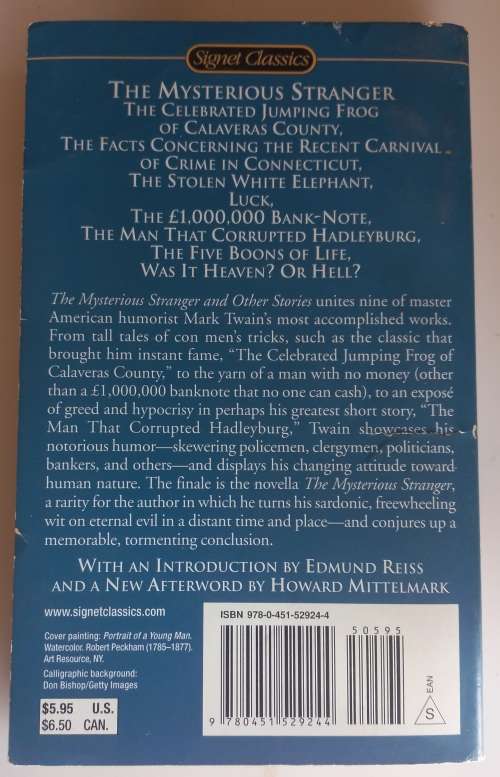 Signet Classics
THE MYSTERIOUS STRANGER
THE CELEBRATED JUMPING FROG
OF CALAVERAS COUNTY,
THE FACTS CONCERNING THE RECENT CARNIVAL
OF CRIME IN CONNECTICUT,
THE STOLEN WHITE ELEPHANT,
LUCK,
THE £1,000,000 BANK-NOTE,
THE MAN THAT CORRUPTED HADLEYBURG,
THE FIVE BOONS OF LIFE,
WAS IT HEAVEN? OR HELL?
The Mysterious Stranger and Other Stories unites nine of master
American humorist Mark Twain's most accomplished works.
From tall tales of con men's tricks, such as the classic that
brought him instant fame, "The Celebrated Jumping Frog of
Calaveras County," to the yarn of a man with no money (other
than a £1,000,000 banknote that no one can cash), to an exposé
of greed and hypocrisy in perhaps his greatest short story, "The
Man That Corrupted Hadleyburg," Twain showcases his
notorious humor—skewering policemen, clergymen, politicians,
bankers, and others—and displays his changing attitude toward
human nature. The finale is the novella The Mysterious Stranger,
a rarity for the author in which he turns his sardonic, freewheeling
wit on eternal evil in a distant time and place—and conjures up a
memorable, tormenting conclusion.
WITH AN INTRODUCTION BY EDMUND REISS
AND A NEW AFTERWORD BY HOWARD MITTELMARK
www.signetclassics.com
Cover painting: Portrait of a Young Man.
Watercolor. Robert Peckham (1785–1877).
Art Resource, NY.
Calligraphic background:
Don Bishop/Getty Images
$5.95 U.S.
$6.50 CAN.
ISBN 978-0-451-52924-4
50595
9 780451 529244
EAN
S